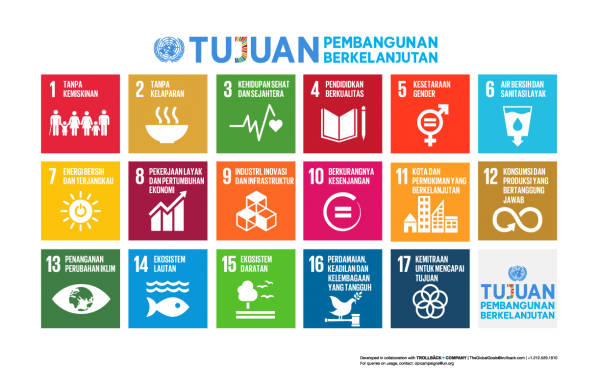 TUJUAN PEMBANGUNAN
BERKELANJUTAN
1 TANPA
KEMISKINAN
2 TANPA
KELAPARAN
3 KEHIDUPAN SEHAT
DAN SEJAHTERA
4 PENDIDIKAN
BERKUALITAS
5 KESETARAAN
GENDER
6 AIR BERSIH DAN
SANITASI LAYAK
7 ENERGI BERSIH
DAN TERJANGKAU
8 PEKERJAAN LAYAK
DAN PERTUMBUHAN
EKONOMI
9 INDUSTRI, INOVASI
DAN INFRASTRUKTUR
10 BERKURANGNYA
KESENJANGAN
11 KOTA DAN
PERMUKIMAN YANG
BERKELANJUTAN
12 KONSUMSI DAN
PRODUKSI YANG
BERTANGGUNG
JAWAB
13 PENANGANAN
PERUBAHAN IKLIM
14 EKOSISTEM
LAUTAN
15 EKOSISTEM
DARATAN
16 PERDAMAIAN,
KEADILAN DAN
KELEMBAGAAN
YANG TANGGUH
17 KEMITRAAN
UNTUK MENCAPAI
TUJUAN
TUJUAN
PEMBANGUNAN
BERKELANJUTAN
Developed in collaboration with TROLLBÄCK + COMPANY | TheGlobalGoals@trollback.com | +1.212.529.1010
For queries on usage, contact: dpicampaigns@un.org